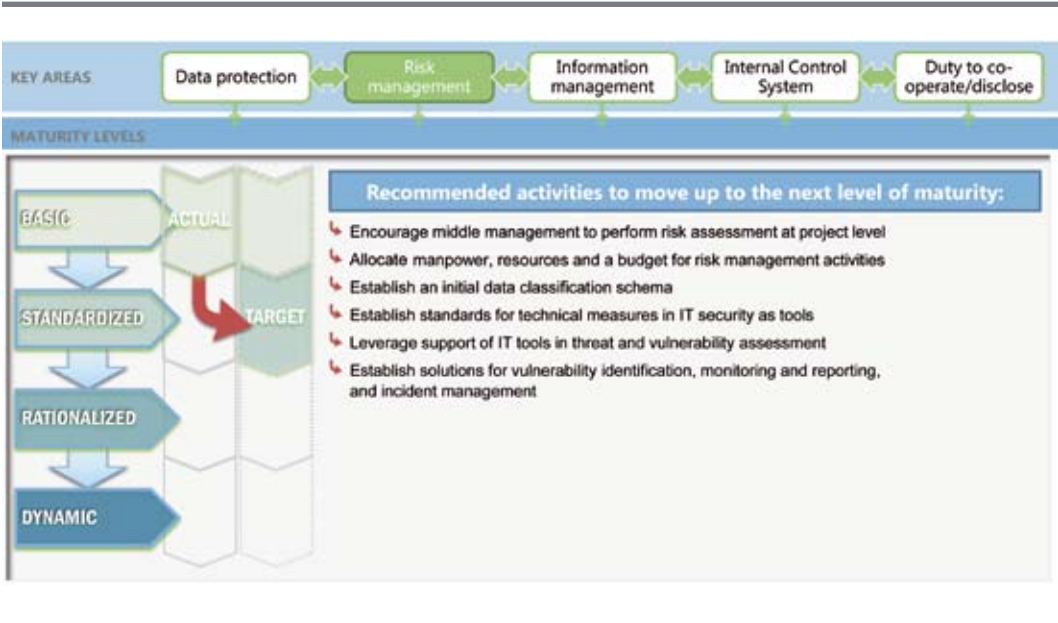 KEY AREAS
Data protection
Risk
management
Information
management
Internal Control
System
Duty to co-
operate/disclose
MATURITY LEVELS
BASIC
STANDARDIZED
RATIONALIZED
DYNAMIC
ACTUAL
TARGET
Recommended activities to move up to the next level of maturity:
Encourage middle management to perform risk assessment at project level
Allocate manpower, resources and a budget for risk management activities
Establish an initial data classification schema
Establish standards for technical measures in IT security as tools
Leverage support of IT tools in threat and vulnerability assessment
Establish solutions for vulnerability identification, monitoring and reporting,
and incident management